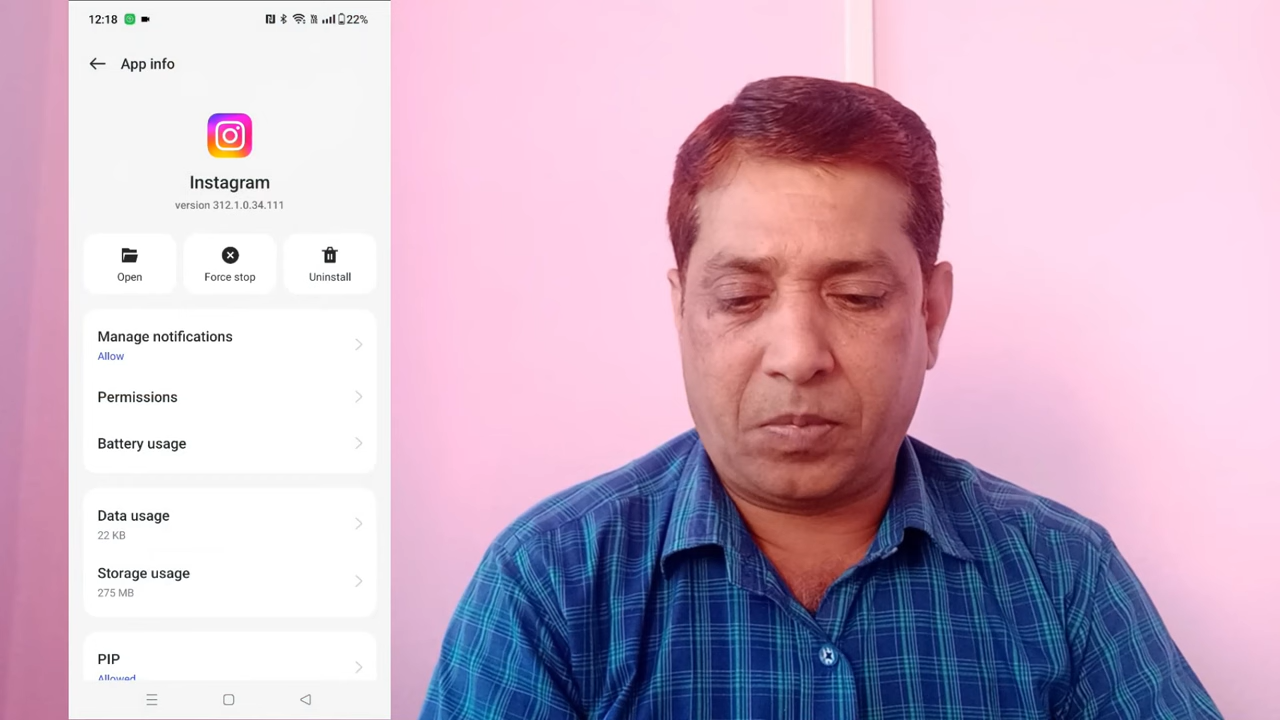 12:18 22%
App info
Instagram
version 312.1.0.34.111
Open Force stop Uninstall
Manage notifications
Allow
Permissions
Battery usage
Data usage
22 KB
Storage usage
275 MB
PIP
Allowed